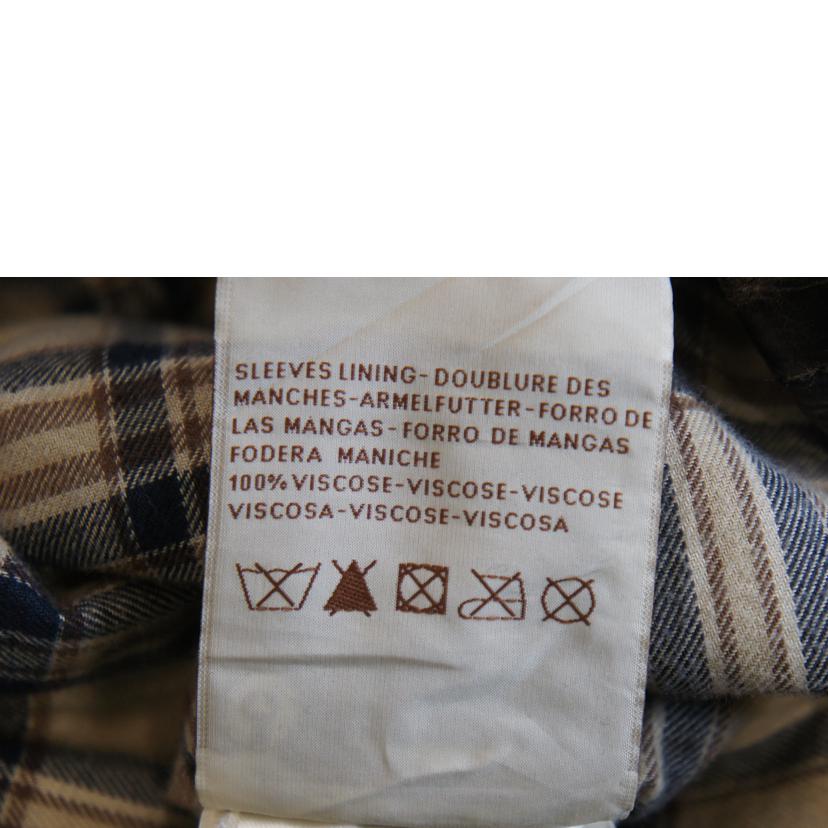 SLEEVES LINING-DOUBLURE DES
MANCHES-ARMELFUTTER-FORRO DE
LAS MANGAS-FORRO DE MANGAS
FODERA MANICHE
100% VISCOSE-VISCOSE-VISCOSE
VISCOSA-VISCOSE-VISCOSA